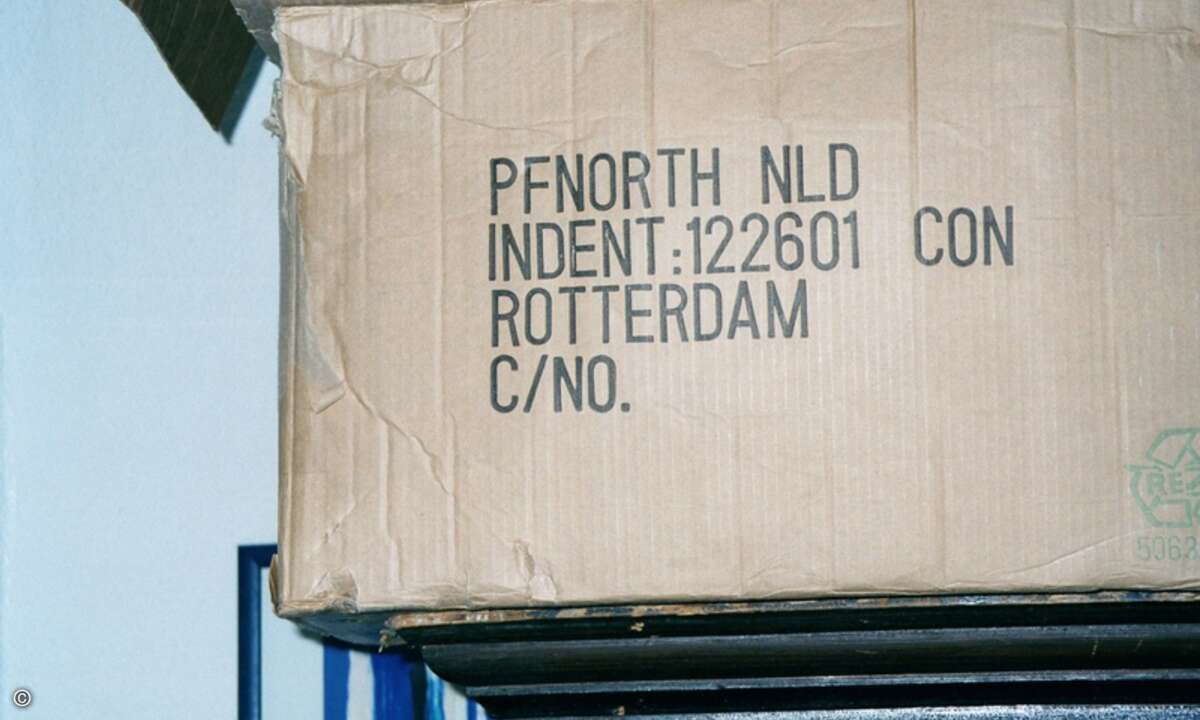 PFNORTH NLD
INDENT:122601 CON
ROTTERDAM
C/NO.
©